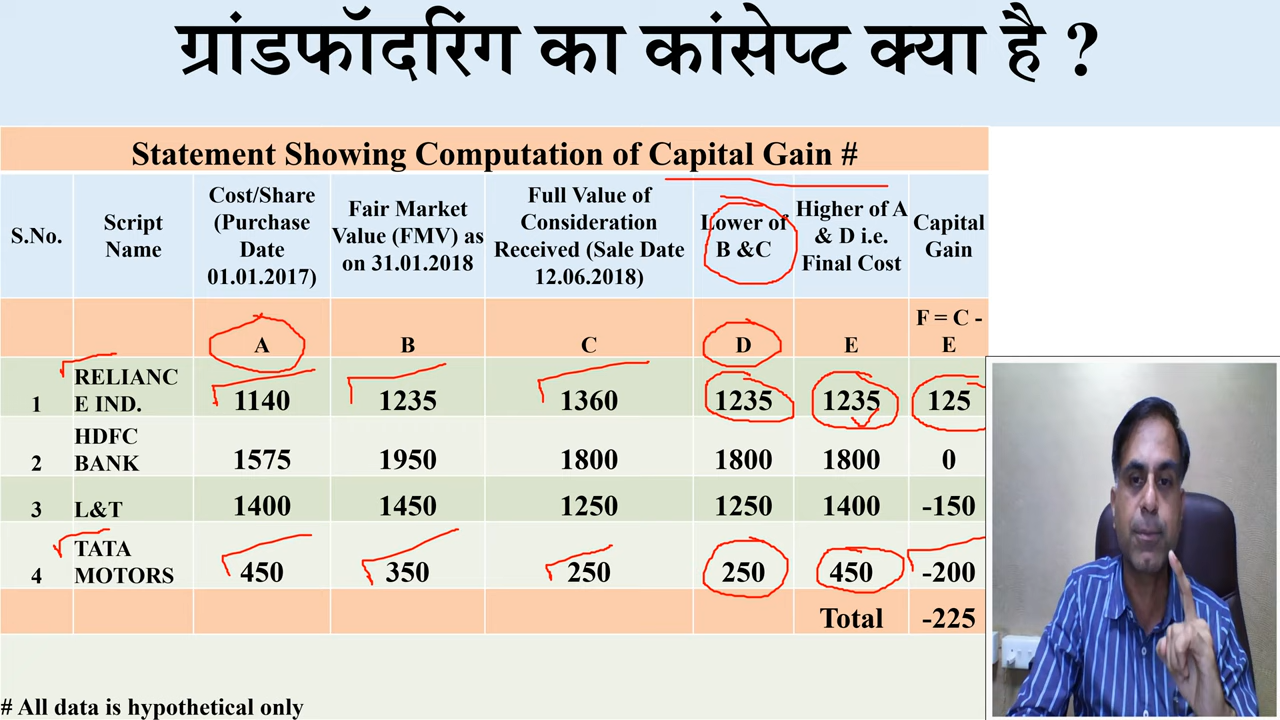 ग्रांडफॉदरिंग का कांसेप्ट क्या है ?
Statement Showing Computation of Capital Gain #
S.No.
Script
Name
Cost/Share
(Purchase
Date
01.01.2017)
Fair Market
Value (FMV) as
on 31.01.2018
Full Value of
Consideration
Received (Sale Date
12.06.2018)
Lower of
B &C
Higher of A
& D i.e.
Final Cost
Capital
Gain
A
B
C
D
E
F = C -
E
1
RELIANC
E IND.
1140
1235
1360
1235
1235
125
2
HDFC
BANK
1575
1950
1800
1800
1800
0
3
L&T
1400
1450
1250
1250
1400
-150
4
TATA
MOTORS
450
350
250
250
450
-200
Total
-225
# All data is hypothetical only